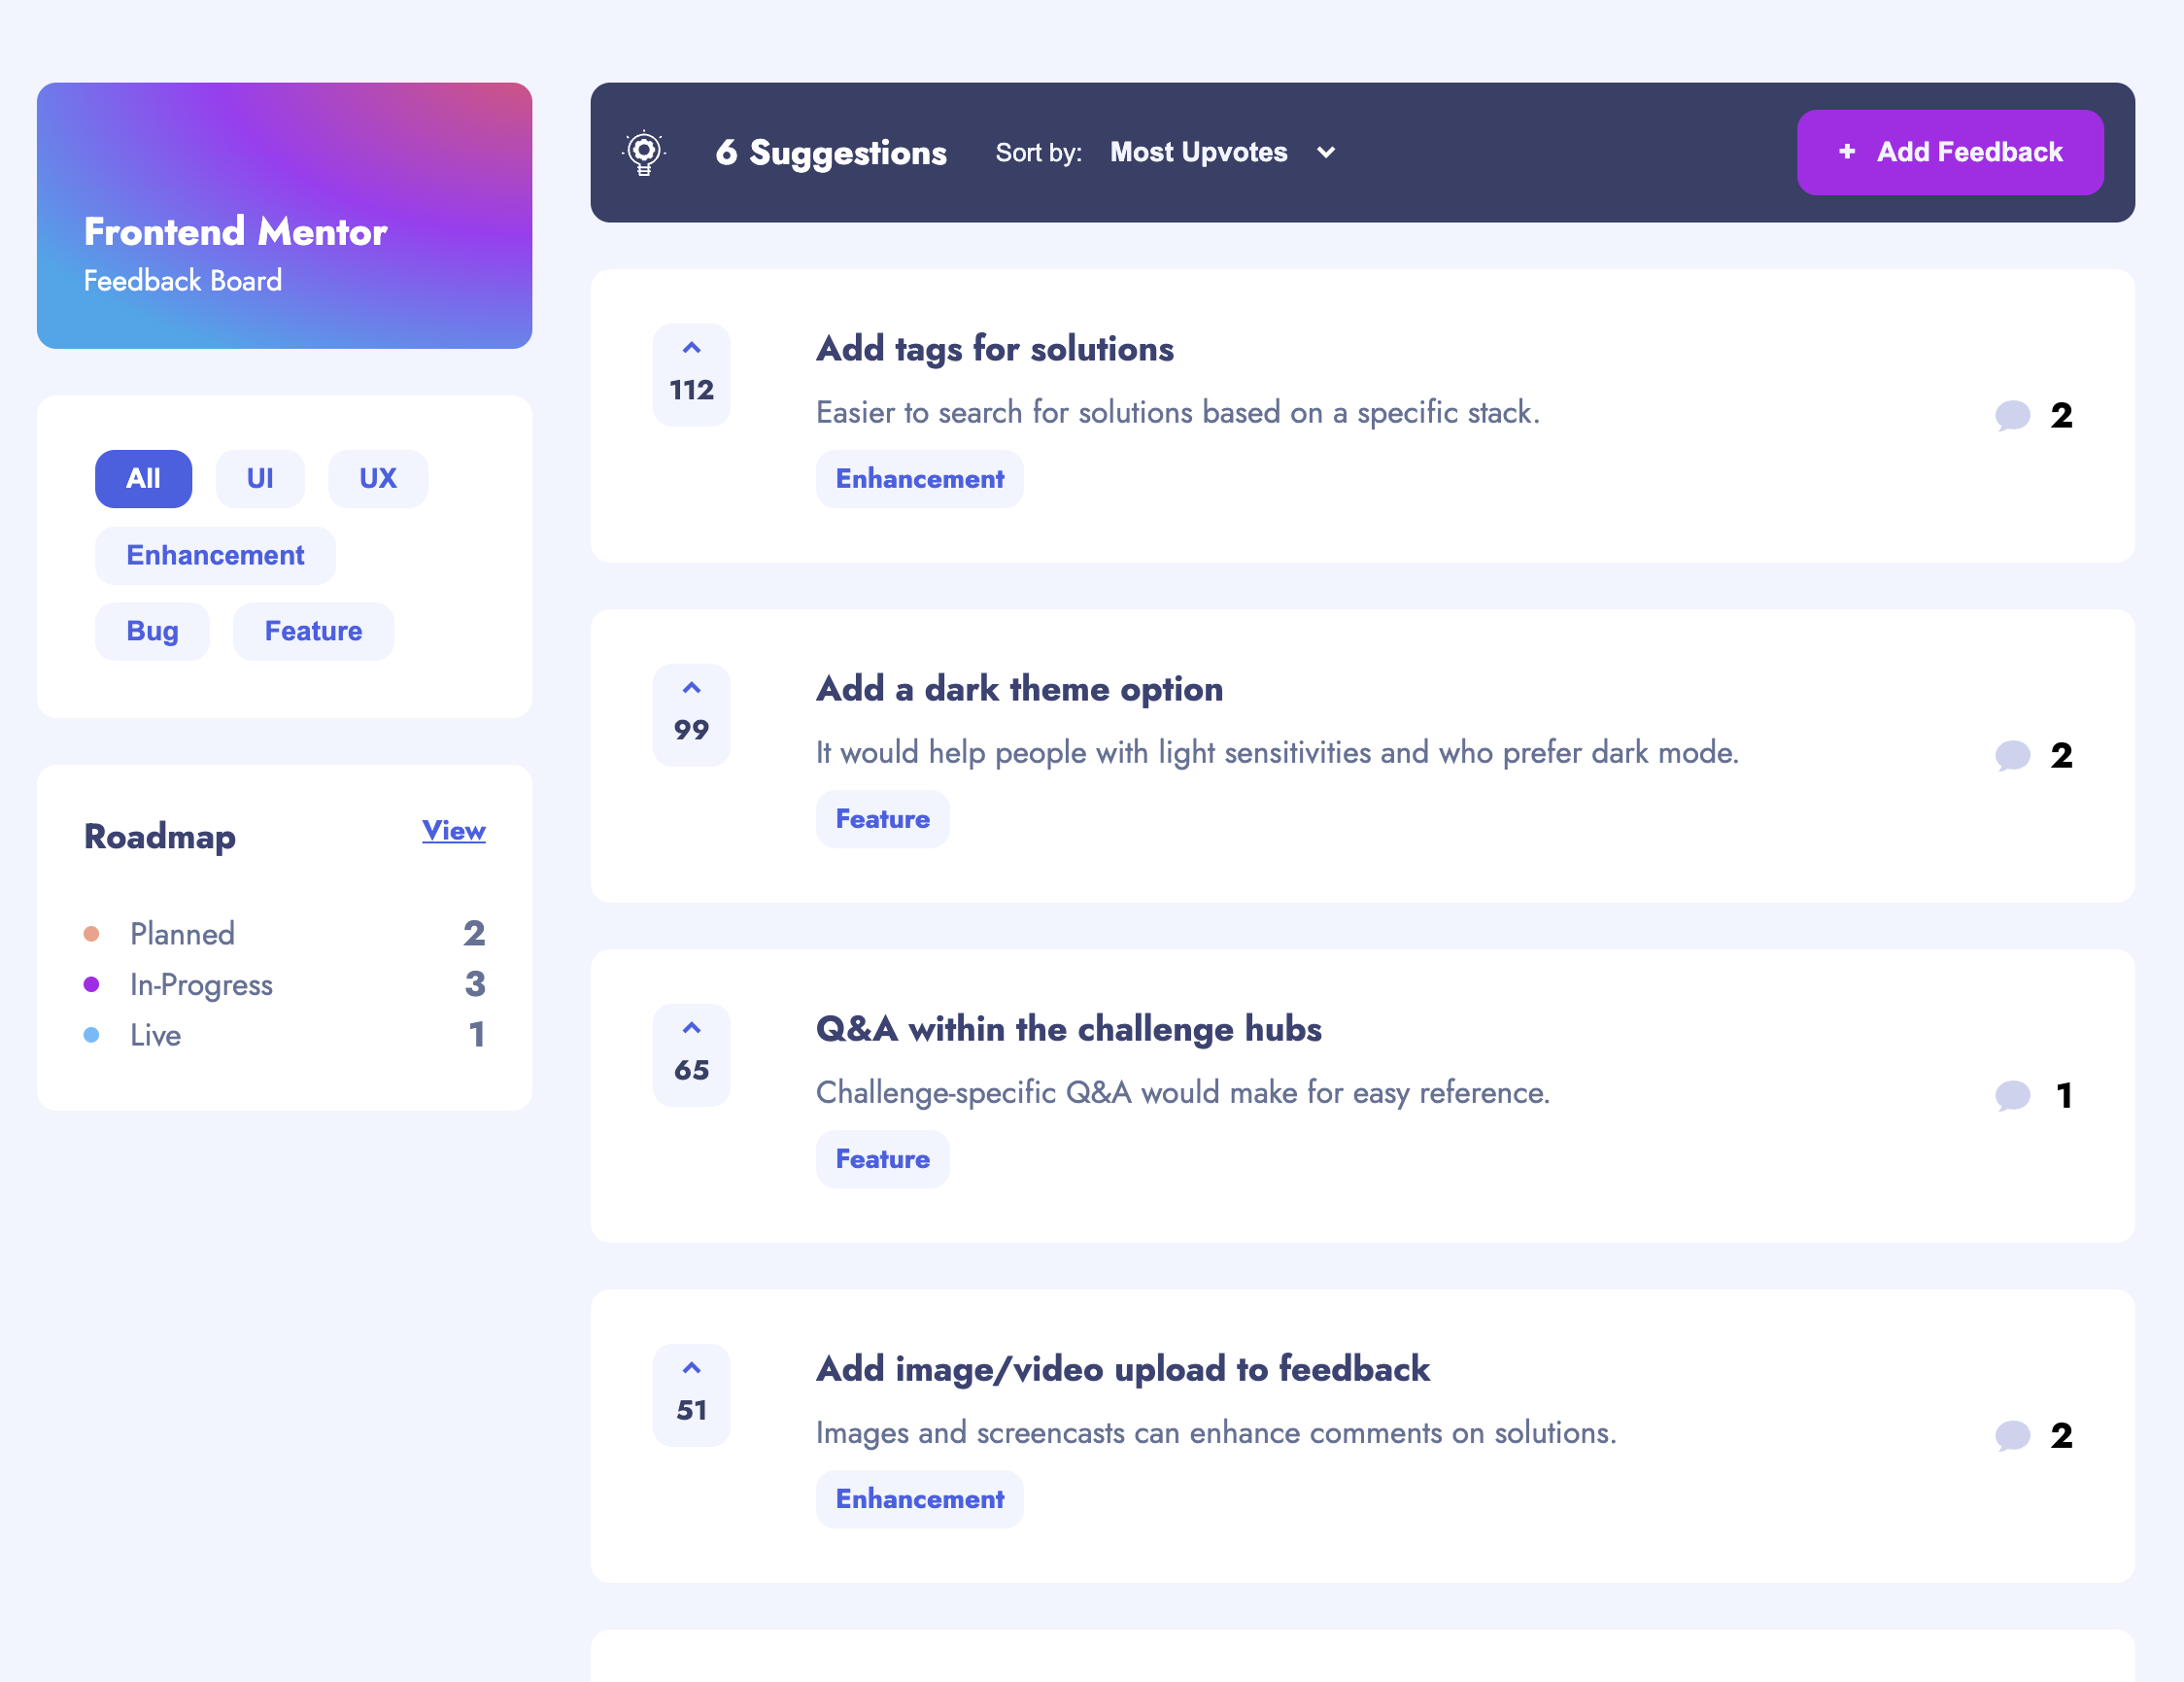 Frontend Mentor
Feedback Board
All UI UX
Enhancement
Bug Feature
Roadmap View
Planned 2
In-Progress 3
Live 1
6 Suggestions Sort by: Most Upvotes + Add Feedback
112
Add tags for solutions
Easier to search for solutions based on a specific stack.
Enhancement
2
99
Add a dark theme option
It would help people with light sensitivities and who prefer dark mode.
Feature
2
65
Q&A within the challenge hubs
Challenge-specific Q&A would make for easy reference.
Feature
1
51
Add image/video upload to feedback
Images and screencasts can enhance comments on solutions.
Enhancement
2